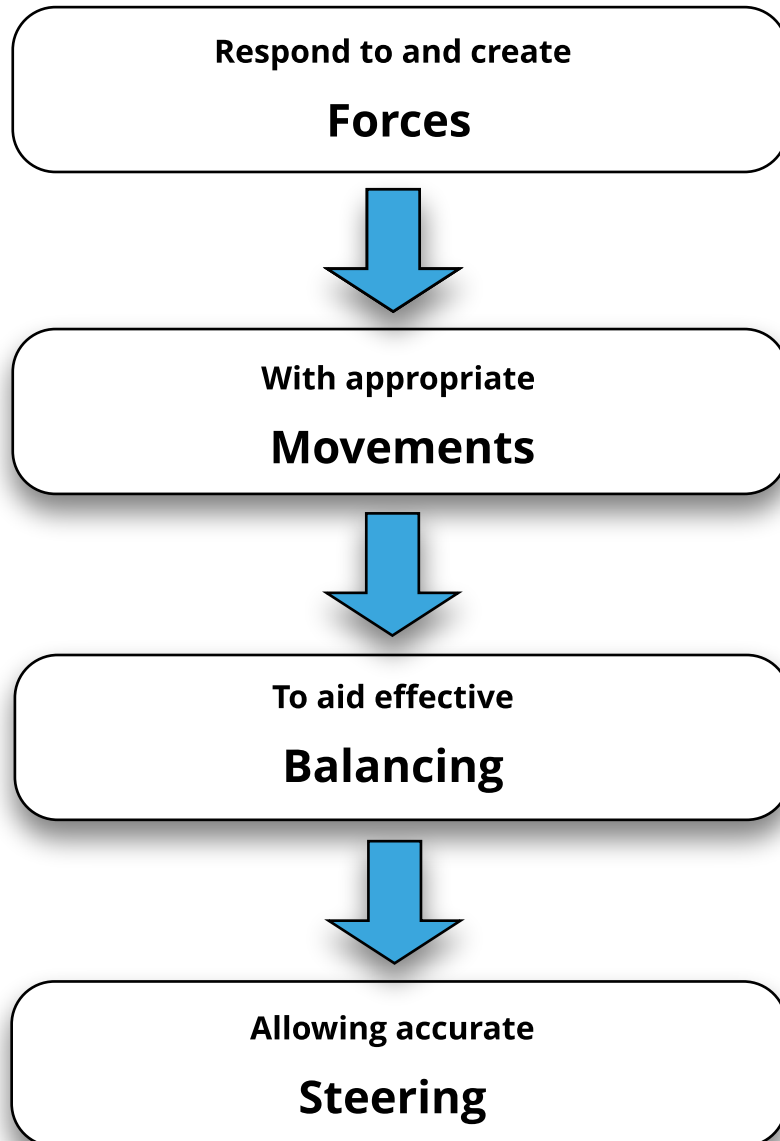 Respond to and create
Forces
With appropriate
Movements
To aid effective
Balancing
Allowing accurate
Steering